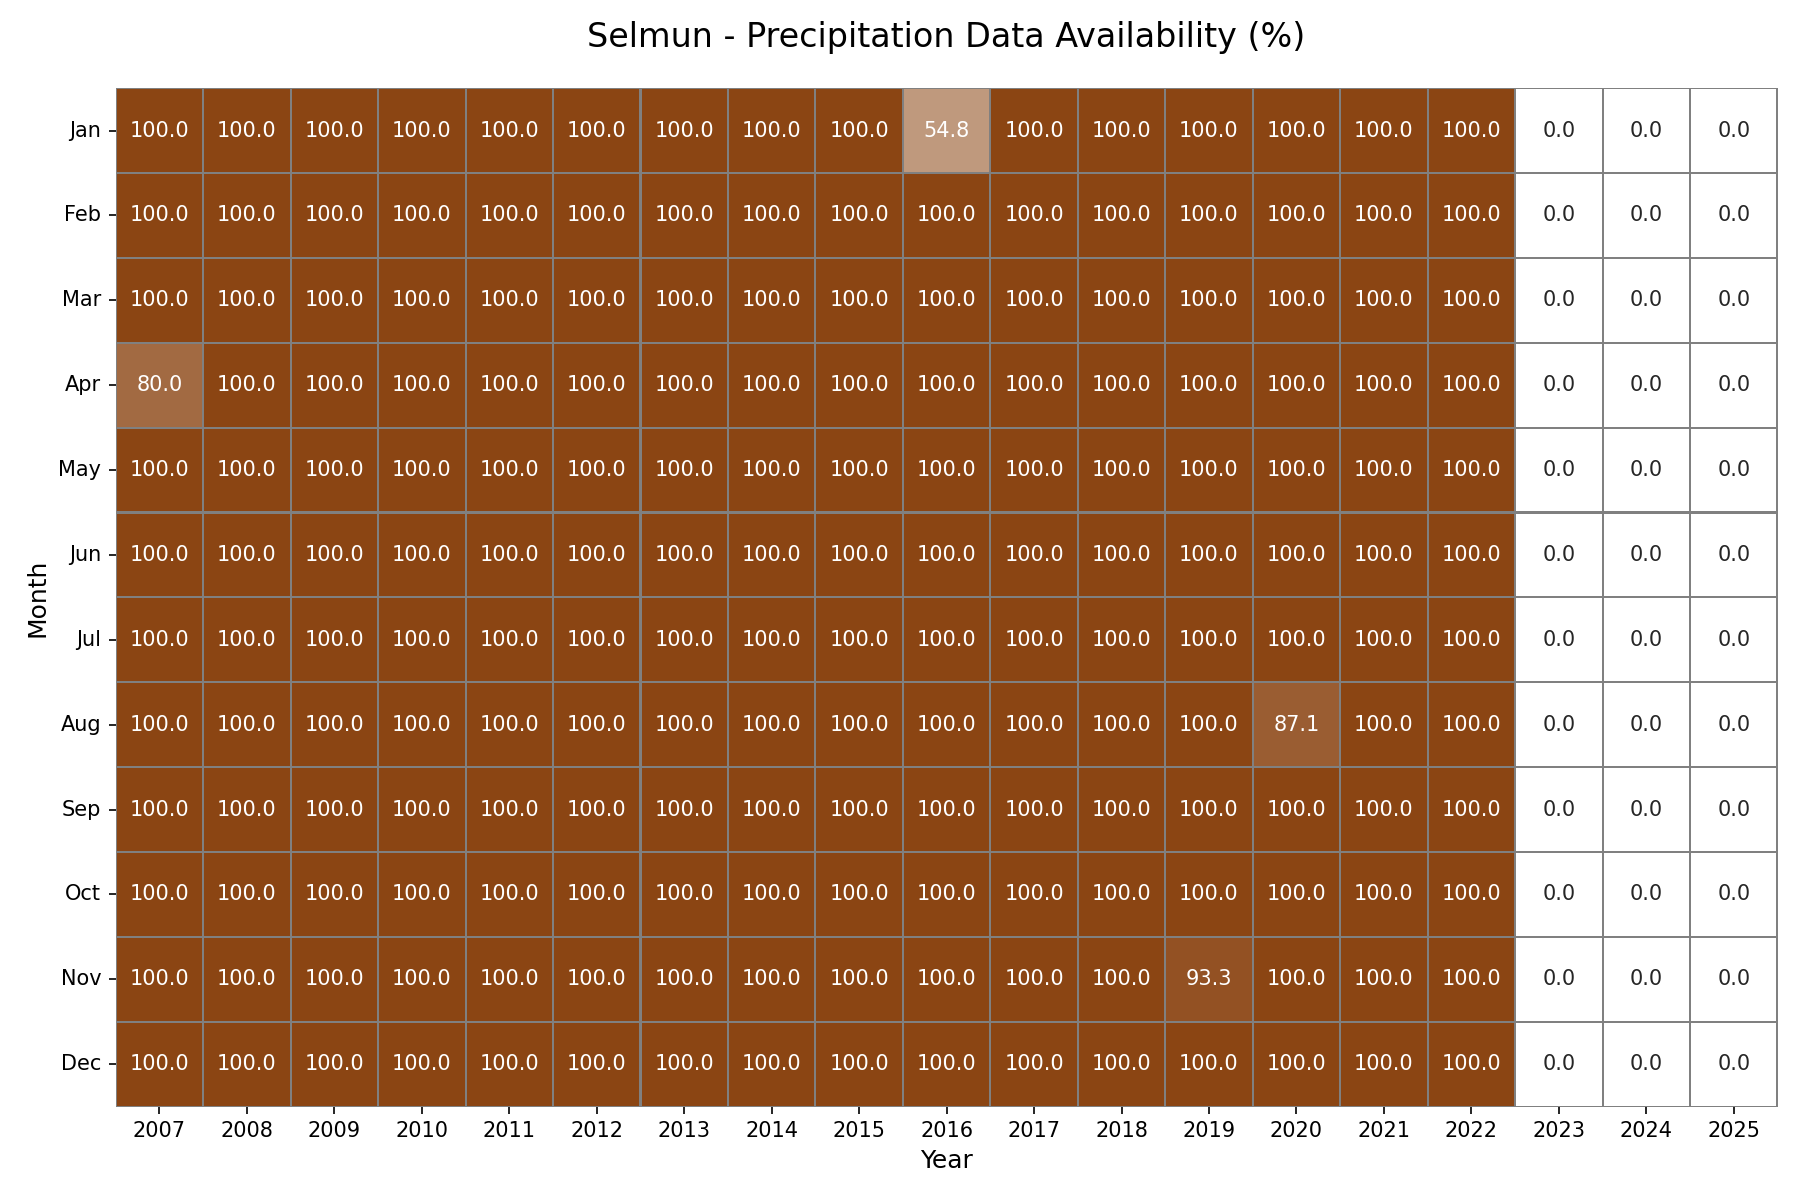 Selmun - Precipitation Data Availability (%)
Jan 100.0 100.0 100.0 100.0 100.0 100.0 100.0 100.0 100.0 54.8 100.0 100.0 100.0 100.0 100.0 100.0 0.0 0.0 0.0
Feb 100.0 100.0 100.0 100.0 100.0 100.0 100.0 100.0 100.0 100.0 100.0 100.0 100.0 100.0 100.0 100.0 0.0 0.0 0.0
Mar 100.0 100.0 100.0 100.0 100.0 100.0 100.0 100.0 100.0 100.0 100.0 100.0 100.0 100.0 100.0 100.0 0.0 0.0 0.0
Apr 80.0 100.0 100.0 100.0 100.0 100.0 100.0 100.0 100.0 100.0 100.0 100.0 100.0 100.0 100.0 100.0 0.0 0.0 0.0
May 100.0 100.0 100.0 100.0 100.0 100.0 100.0 100.0 100.0 100.0 100.0 100.0 100.0 100.0 100.0 100.0 0.0 0.0 0.0
Jun 100.0 100.0 100.0 100.0 100.0 100.0 100.0 100.0 100.0 100.0 100.0 100.0 100.0 100.0 100.0 100.0 0.0 0.0 0.0
Month
Jul 100.0 100.0 100.0 100.0 100.0 100.0 100.0 100.0 100.0 100.0 100.0 100.0 100.0 100.0 100.0 100.0 0.0 0.0 0.0
Aug 100.0 100.0 100.0 100.0 100.0 100.0 100.0 100.0 100.0 100.0 100.0 100.0 100.0 87.1 100.0 100.0 0.0 0.0 0.0
Sep 100.0 100.0 100.0 100.0 100.0 100.0 100.0 100.0 100.0 100.0 100.0 100.0 100.0 100.0 100.0 100.0 0.0 0.0 0.0
Oct 100.0 100.0 100.0 100.0 100.0 100.0 100.0 100.0 100.0 100.0 100.0 100.0 100.0 100.0 100.0 100.0 0.0 0.0 0.0
Nov 100.0 100.0 100.0 100.0 100.0 100.0 100.0 100.0 100.0 100.0 100.0 100.0 93.3 100.0 100.0 100.0 0.0 0.0 0.0
Dec 100.0 100.0 100.0 100.0 100.0 100.0 100.0 100.0 100.0 100.0 100.0 100.0 100.0 100.0 100.0 100.0 0.0 0.0 0.0
2007 2008 2009 2010 2011 2012 2013 2014 2015 2016 2017 2018 2019 2020 2021 2022 2023 2024 2025
Year